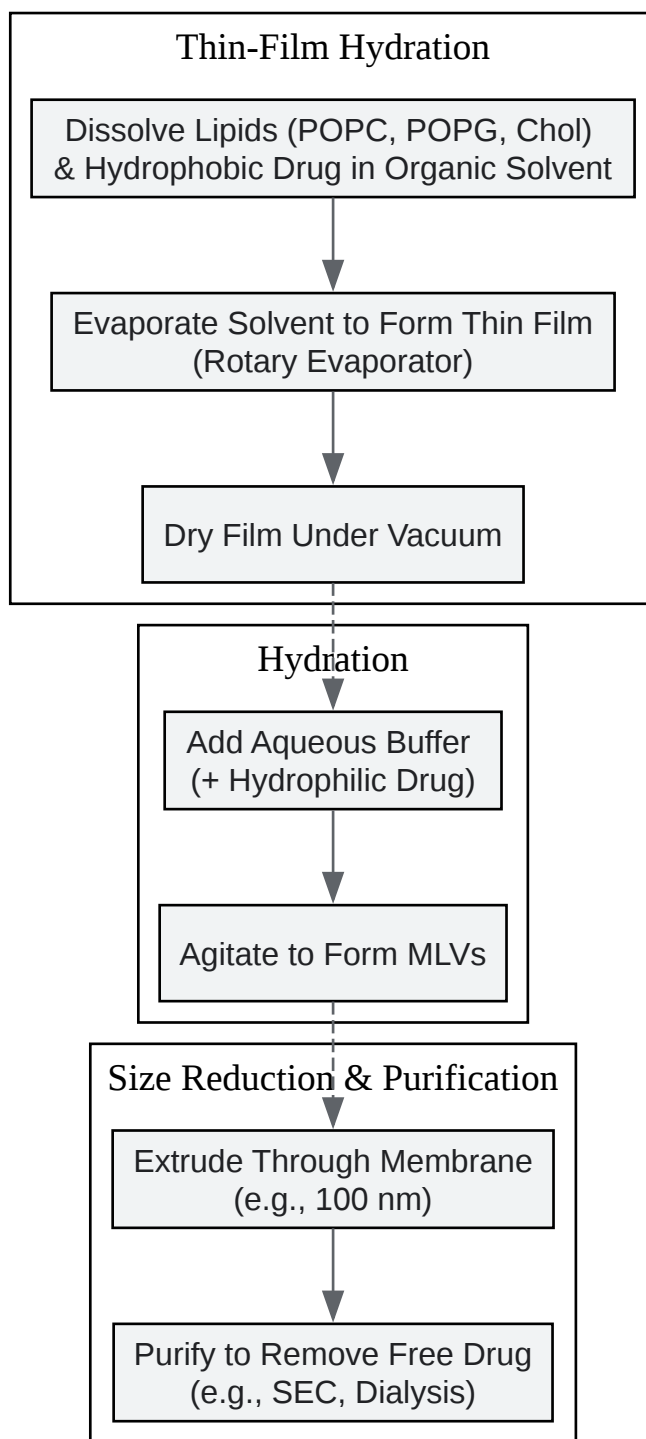 Thin-Film Hydration
Dissolve Lipids (POPC, POPG, Chol)
& Hydrophobic Drug in Organic Solvent
Evaporate Solvent to Form Thin Film
(Rotary Evaporator)
Dry Film Under Vacuum
Hydration
Add Aqueous Buffer
(+ Hydrophilic Drug)
Agitate to Form MLVs
Size Reduction & Purification
Extrude Through Membrane
(e.g., 100 nm)
Purify to Remove Free Drug
(e.g., SEC, Dialysis)